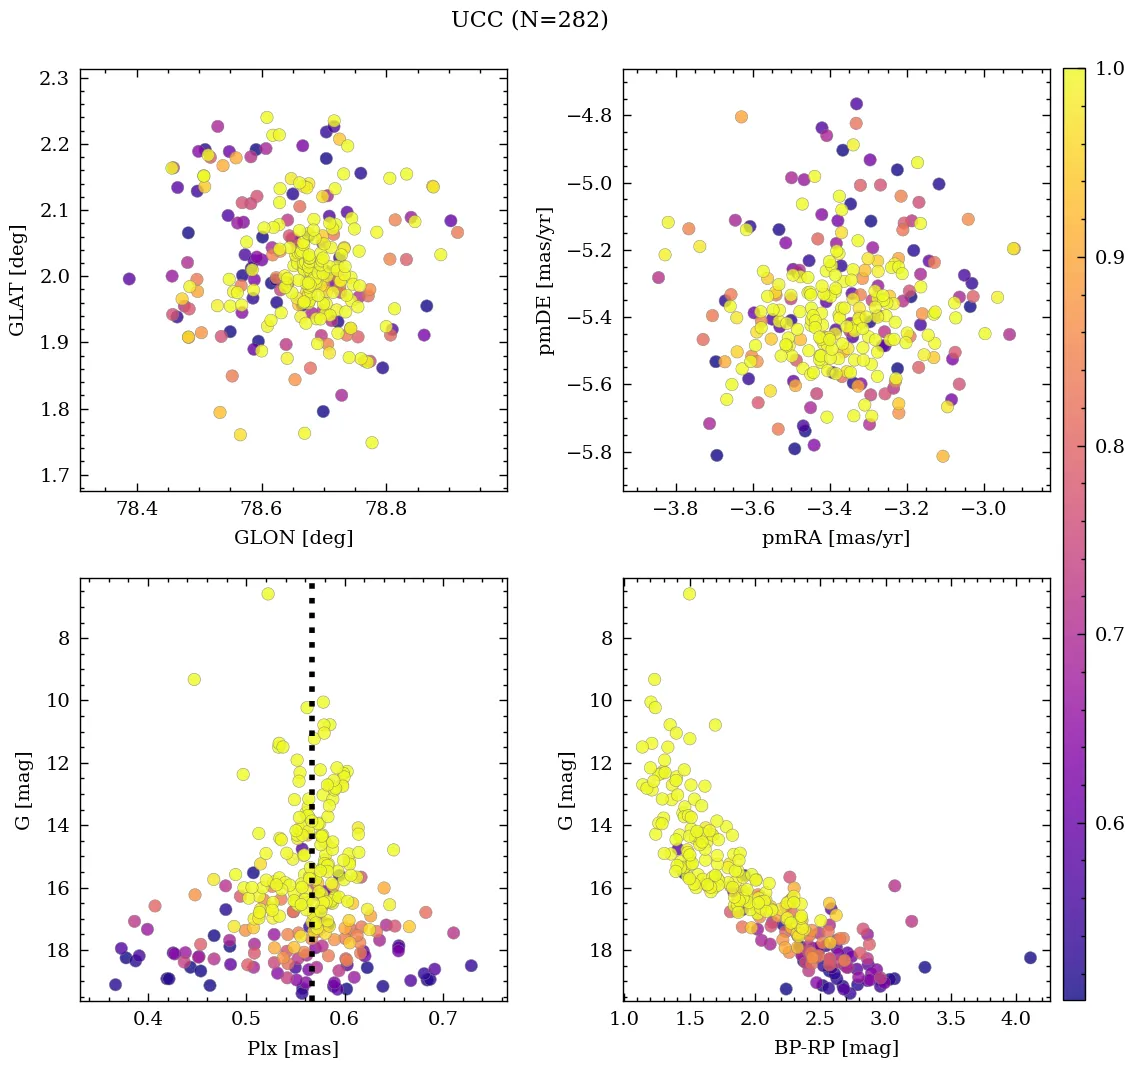 UCC (N=282)
2.3
2.2
2.1
2.0
1.9
1.8
1.7
GLAT [deg]
78.4 78.6 78.8
GLON [deg]
−4.8
−5.0
−5.2
−5.4
−5.6
−5.8
pmDE [mas/yr]
−3.8 −3.6 −3.4 −3.2 −3.0
pmRA [mas/yr]
8
10
12
14
16
18
G [mag]
0.4 0.5 0.6 0.7
Plx [mas]
8
10
12
14
16
18
G [mag]
1.0 1.5 2.0 2.5 3.0 3.5 4.0
BP-RP [mag]
1.0
0.9
0.8
0.7
0.6